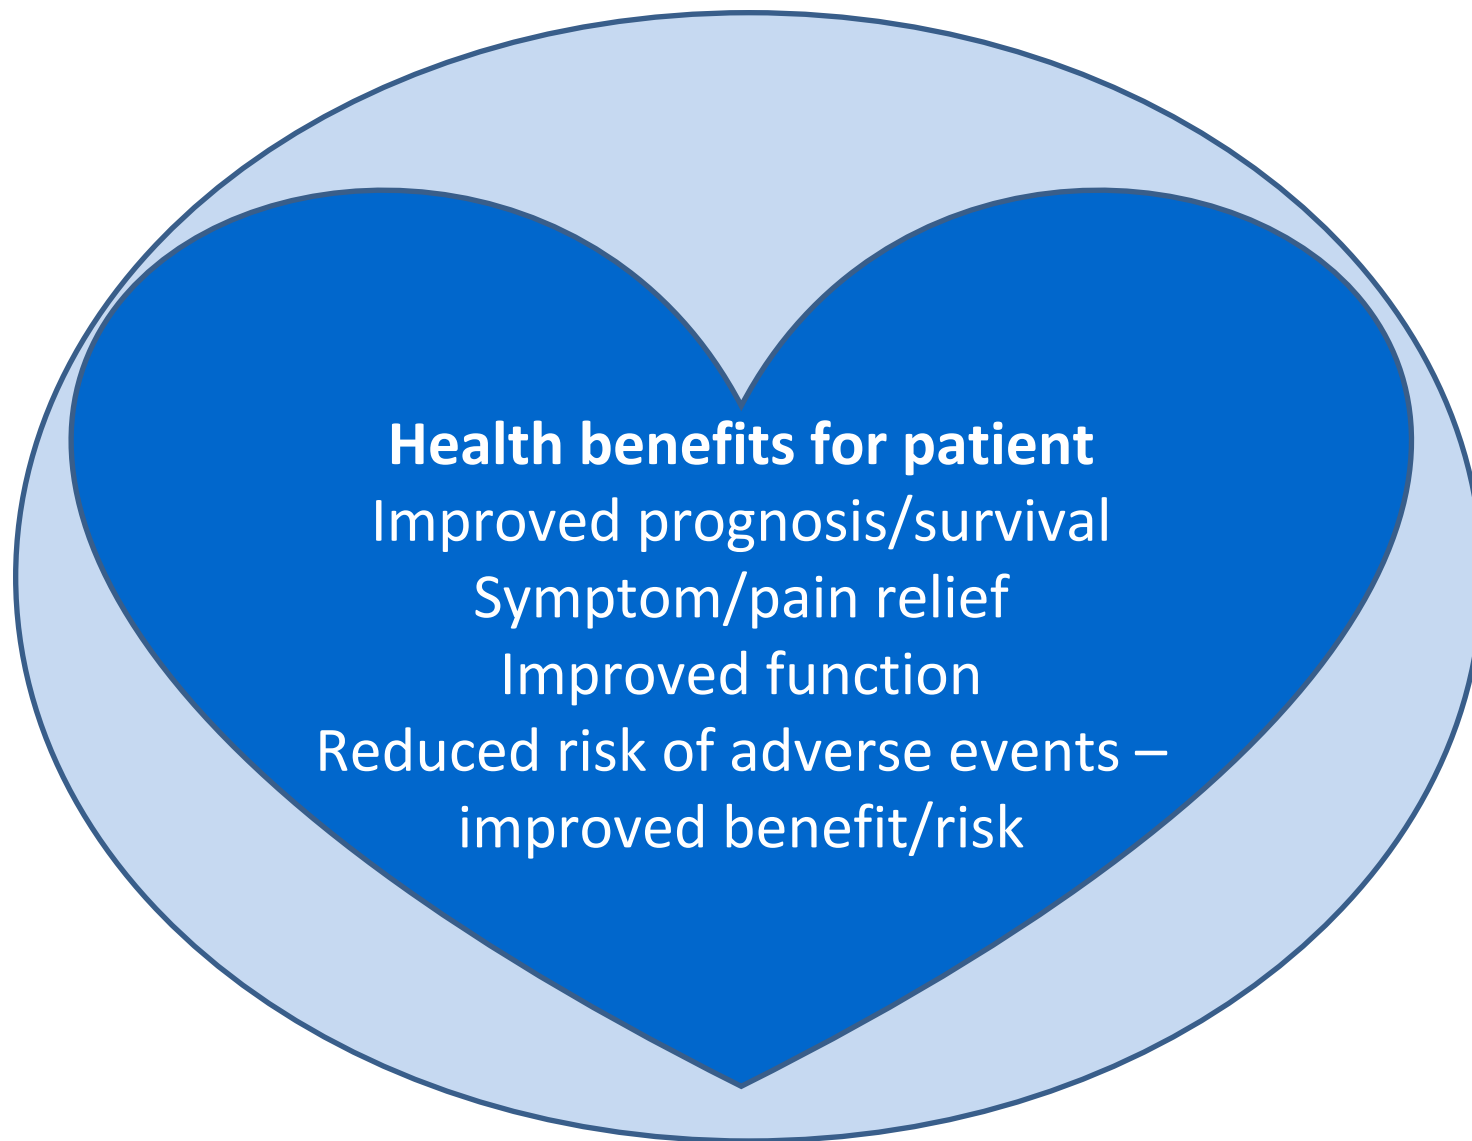 Health benefits for patient
Improved prognosis/survival
Symptom/pain relief
Improved function
Reduced risk of adverse events –
improved benefit/risk